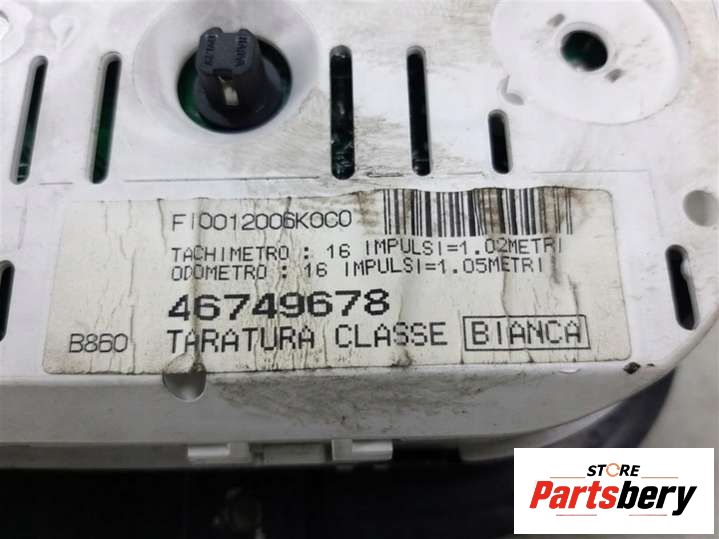 FI0012006K0C0
TACHIMETRO : 16 IMPULSI=1.02METRI
ODOMETRO : 16 IMPULSI=1.05METRI
46749678
B860 TARATURA CLASSE BIANCA
STORE
Partsbery